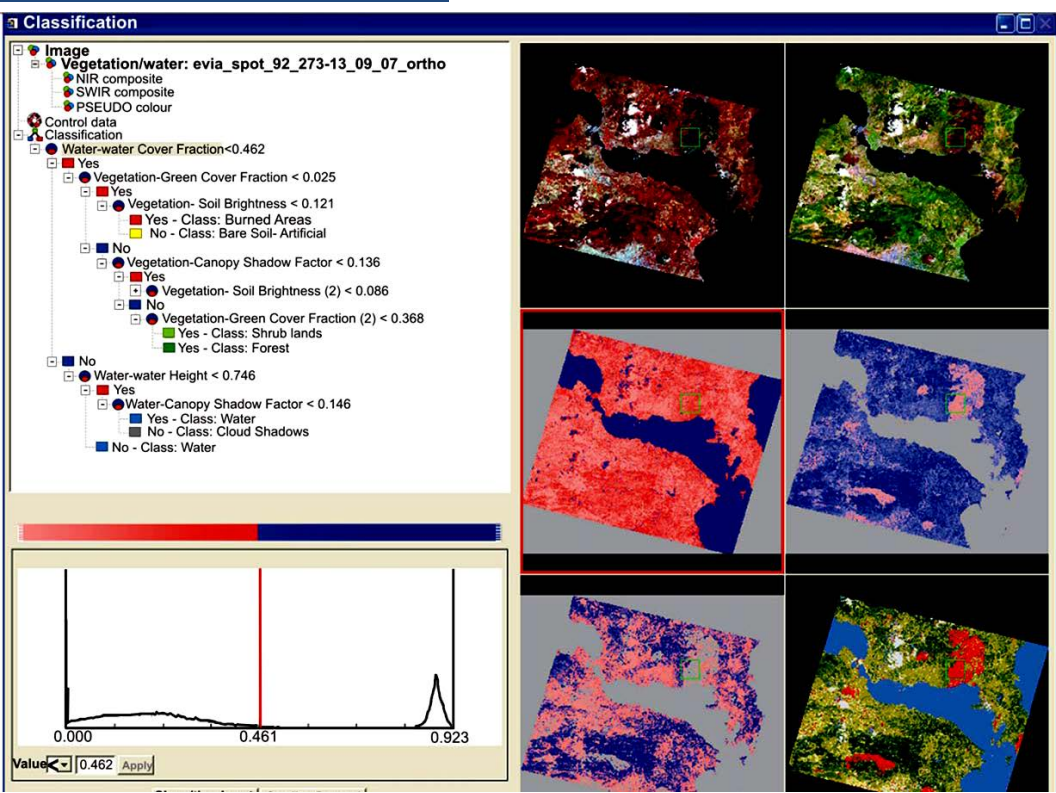 Classification
Image
Vegetation/water: evia_spot_92_273-13_09_07_ortho
NIR composite
SWIR composite
PSEUDO colour
Control data
Classification
Water-water Cover Fraction<0.462
Yes
Vegetation-Green Cover Fraction < 0.025
Yes
Vegetation- Soil Brightness < 0.121
Yes - Class: Burned Areas
No - Class: Bare Soil- Artificial
No
Vegetation-Canopy Shadow Factor < 0.136
Yes
Vegetation- Soil Brightness (2) < 0.086
No
Vegetation-Green Cover Fraction (2) < 0.368
Yes - Class: Shrub lands
Yes - Class: Forest
No
Water-water Height < 0.746
Yes
Water-Canopy Shadow Factor < 0.146
Yes - Class: Water
No - Class: Cloud Shadows
No - Class: Water
0.000 0.461 0.923
Value < 0.462 Apply